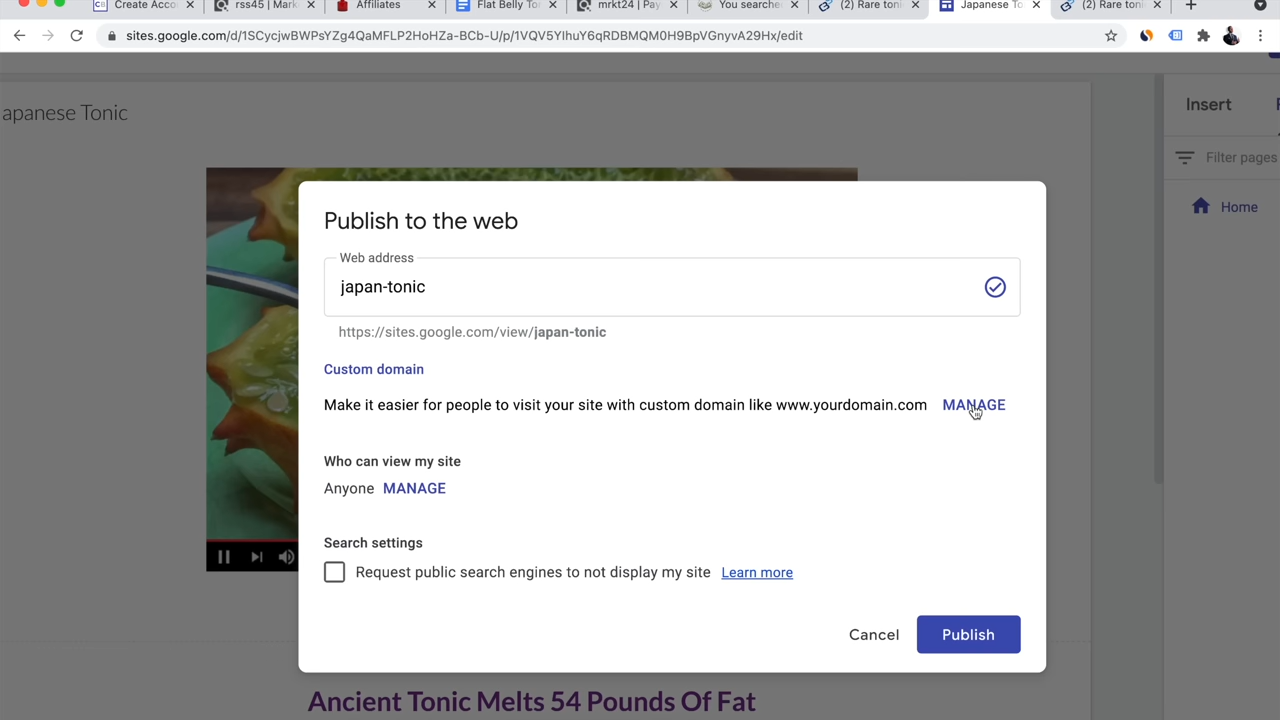 Create Acco
rss45 | Mark
Affiliates
Flat Belly To
mrkt24 | Pay
You searche
(2) Rare toni
Japanese To
(2) Rare toni
sites.google.com/d/1SCycjwBWPsYZg4QaMFLP2HoHZa-BCb-U/p/1VQV5YIhuY6qRDBMQM0H9BpVGnyvA29Hx/edit
apanese Tonic
Insert
Filter pages
Home
Publish to the web
Web address
japan-tonic
https://sites.google.com/view/japan-tonic
Custom domain
Make it easier for people to visit your site with custom domain like www.yourdomain.com MANAGE
Who can view my site
Anyone MANAGE
Search settings
Request public search engines to not display my site Learn more
Cancel Publish
Ancient Tonic Melts 54 Pounds Of Fat